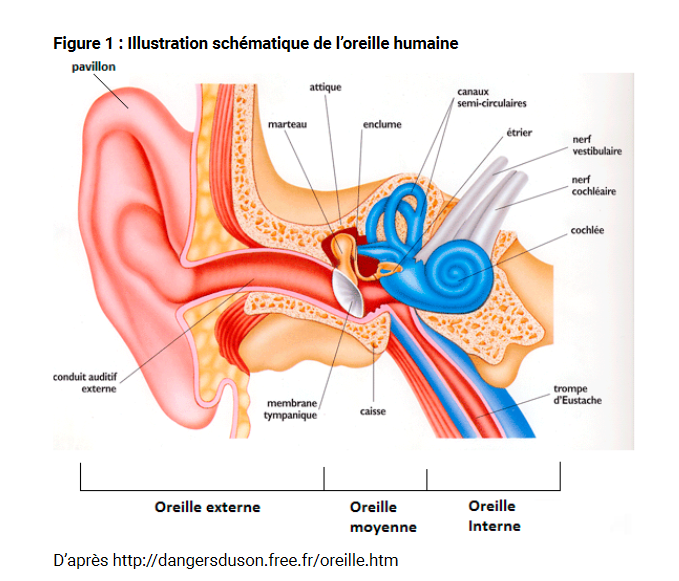 Figure 1 : Illustration schématique de l’oreille humaine
pavillon
attique
canaux
semi-circulaires
marteau
enclume
étrier
nerf
vestibulaire
nerf
cochléaire
cochlée
conduit auditif
externe
membrane
tympanique
caisse
trompe
d'Eustache
Oreille externe
Oreille
moyenne
Oreille
Interne
D’après http://dangersduson.free.fr/oreille.htm